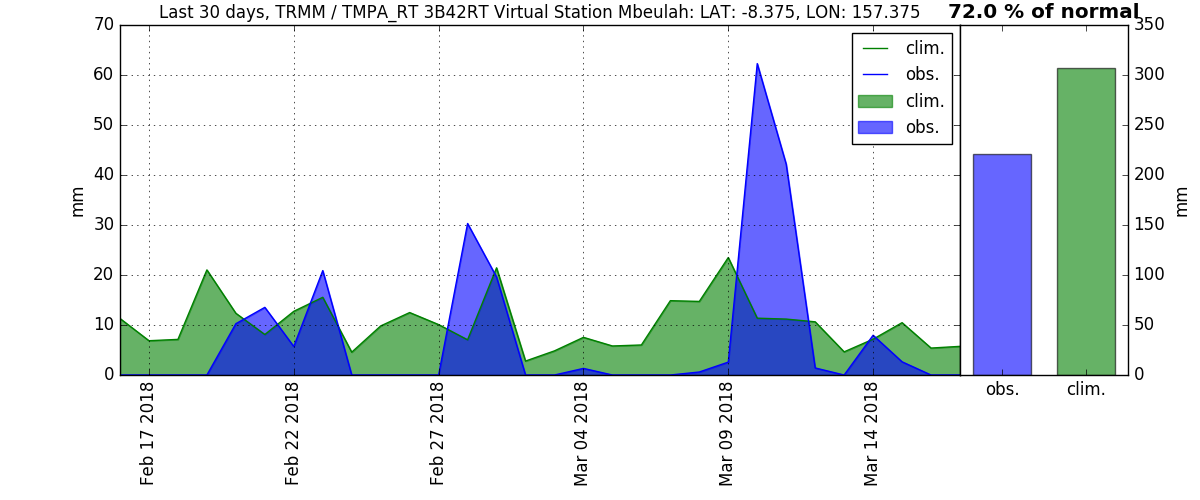 Last 30 days, TRMM / TMPA_RT 3B42RT Virtual Station Mbeulah: LAT: -8.375, LON: 157.375
72.0 % of normal
70
60
50
40
30
20
10
0
mm
clim.
obs.
clim.
obs.
Feb 17 2018
Feb 22 2018
Feb 27 2018
Mar 04 2018
Mar 09 2018
Mar 14 2018
350
300
250
200
150
100
50
0
mm
obs.
clim.